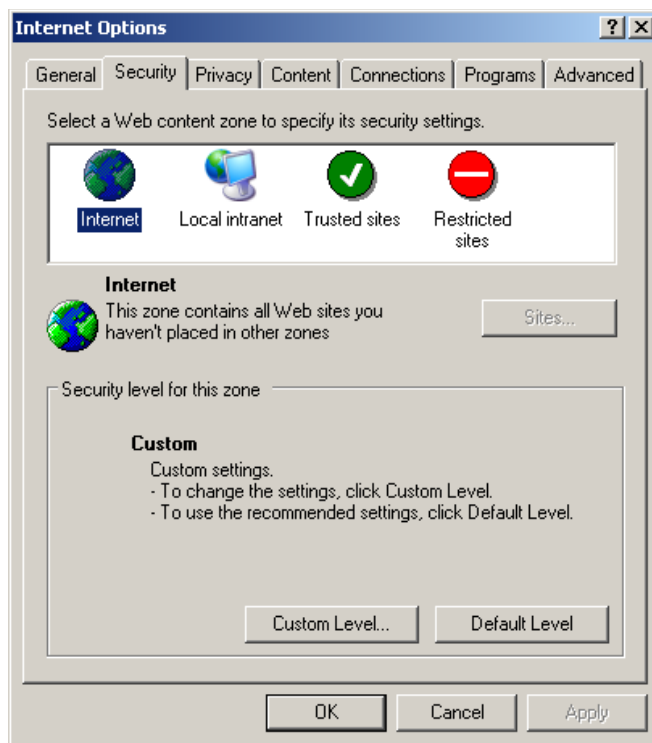 Internet Options
General Security Privacy Content Connections Programs Advanced
Select a Web content zone to specify its security settings.
Internet Local intranet Trusted sites Restricted sites
Internet
This zone contains all Web sites you
haven't placed in other zones
Sites...
Security level for this zone
Custom
Custom settings.
- To change the settings, click Custom Level.
- To use the recommended settings, click Default Level.
Custom Level... Default Level
OK Cancel Apply